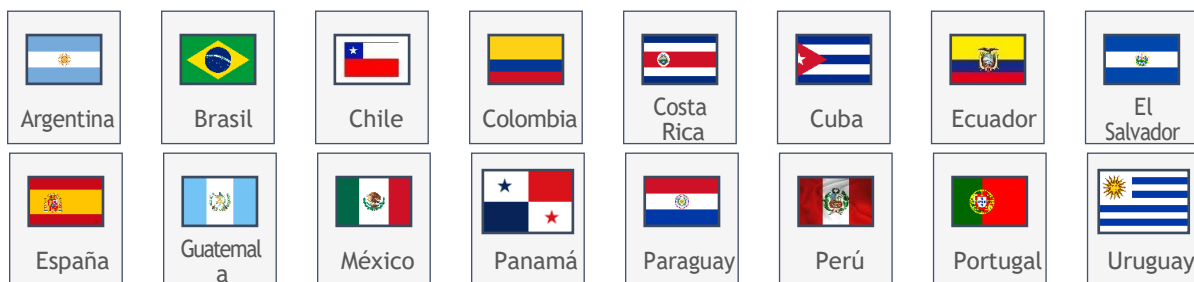 Argentina
Brasil
Chile
Colombia
Costa
Rica
Cuba
Ecuador
El
Salvador
España
Guatemal
a
México
Panamá
Paraguay
Perú
Portugal
Uruguay